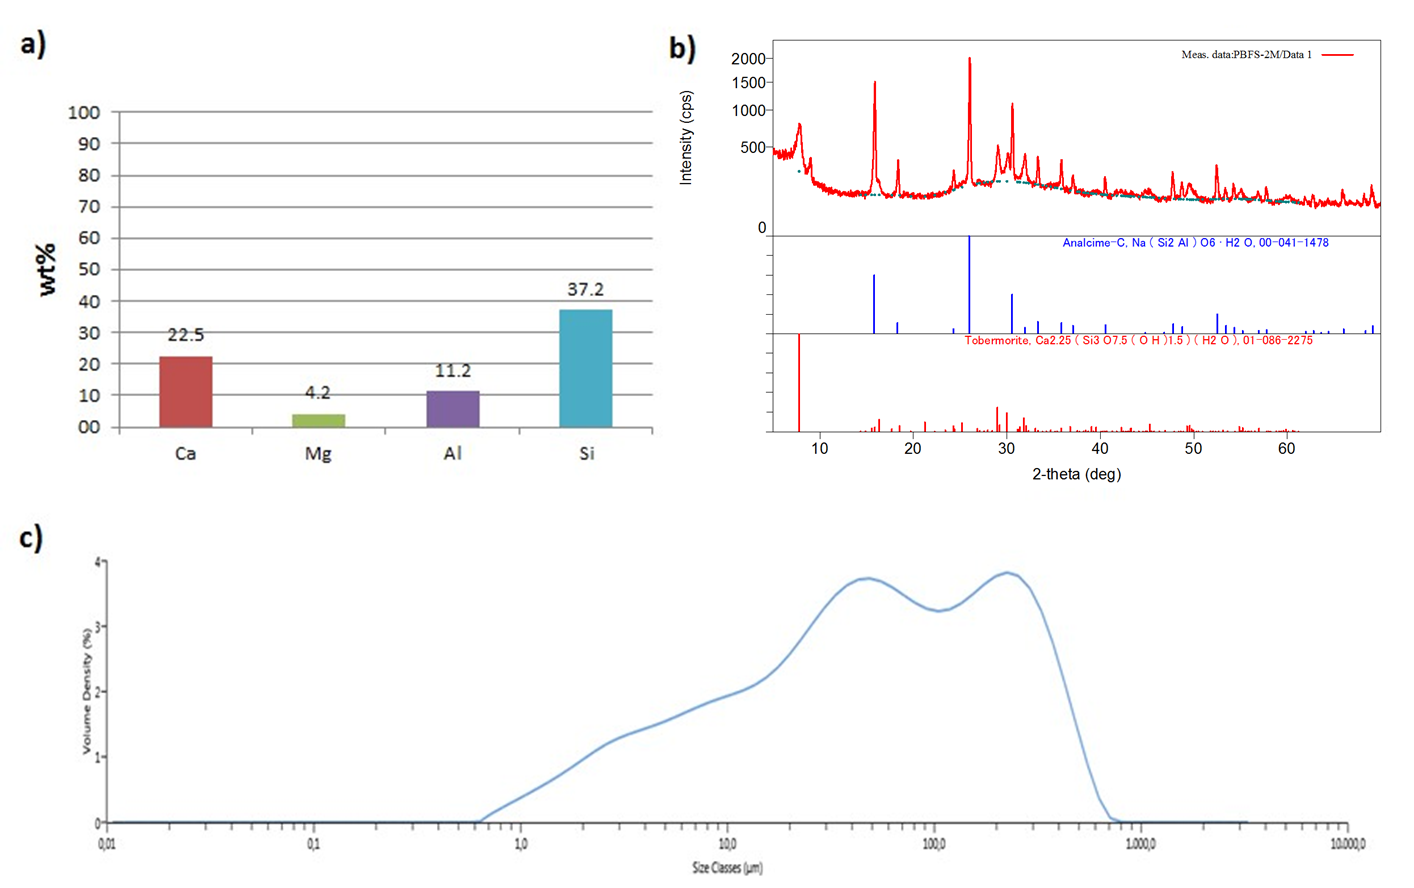 a)
100
90
80
70
60
50
40
30
20
10
00
wt%
22.5
4.2
11.2
37.2
Ca Mg Al Si
b)
Meas. data:PBFS-2M/Data 1
2000
1500
1000
500
0
Intensity (cps)
Analcime-C, Na ( Si2 Al ) O6 · H2 O, 00-041-1478
Tobermorite, Ca2.25 ( Si3 O7.5 ( O H )1.5 ) ( H2 O ), 01-086-2275
10 20 30 40 50 60
2-theta (deg)
c)
4
3
2
1
0
Volume Density (%)
0,01 0,1 1,0 10,0 100,0 1.000,0 10.000,0
Size Classes (µm)